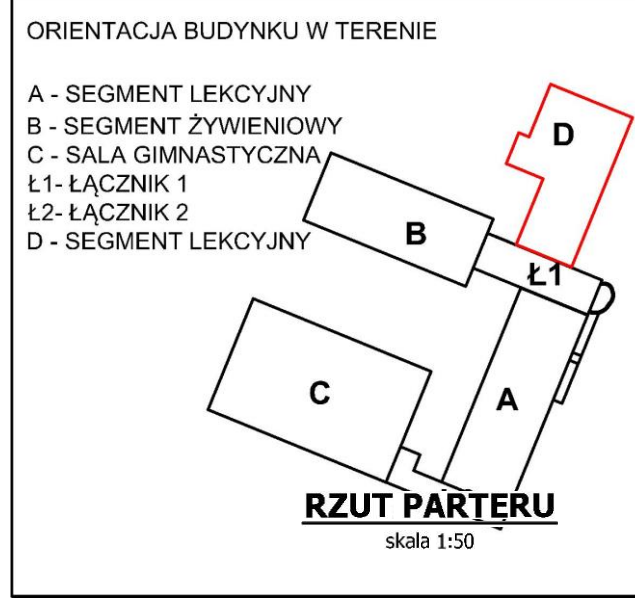 ORIENTACJA BUDYNKU W TERENIE
A - SEGMENT LEKCYJNY
B - SEGMENT ŻYWIENIOWY
C - SALA GIMNASTYCZNA
Ł1- ŁĄCZNIK 1
Ł2- ŁĄCZNIK 2
D - SEGMENT LEKCYJNY
D
B
Ł1
C
A
RZUT PARTERU
skala 1:50